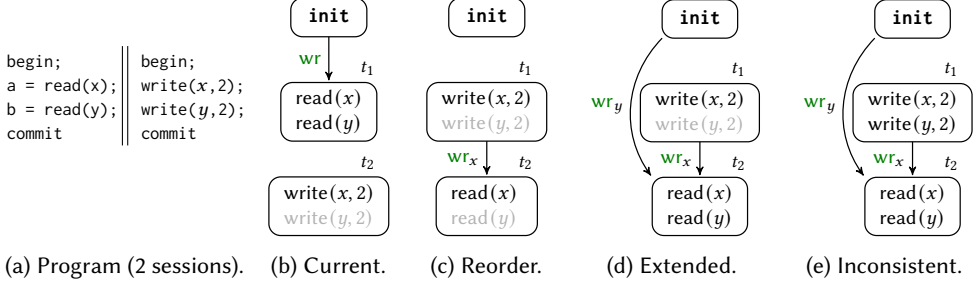 (a) Program (2 sessions).
begin;
a = read(x);
b = read(y);
commit
begin;
write(x,2);
write(y,2);
commit
(b) Current.
init
wr
t1
read(x)
read(y)
t2
write(x, 2)
write(y, 2)
(c) Reorder.
init
t1
write(x, 2)
write(y, 2)
wrx
t2
read(x)
read(y)
(d) Extended.
init
wry
t1
write(x, 2)
write(y, 2)
wrx
t2
read(x)
read(y)
(e) Inconsistent.
init
wry
t1
write(x, 2)
write(y, 2)
wrx
t2
read(x)
read(y)